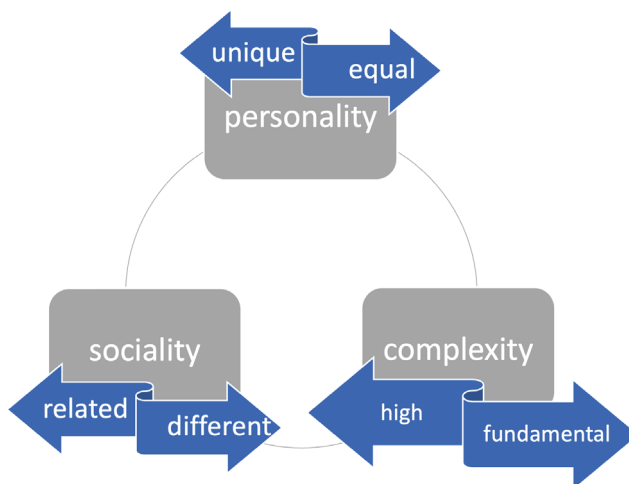 unique
equal
personality
sociality
related
different
complexity
high
fundamental